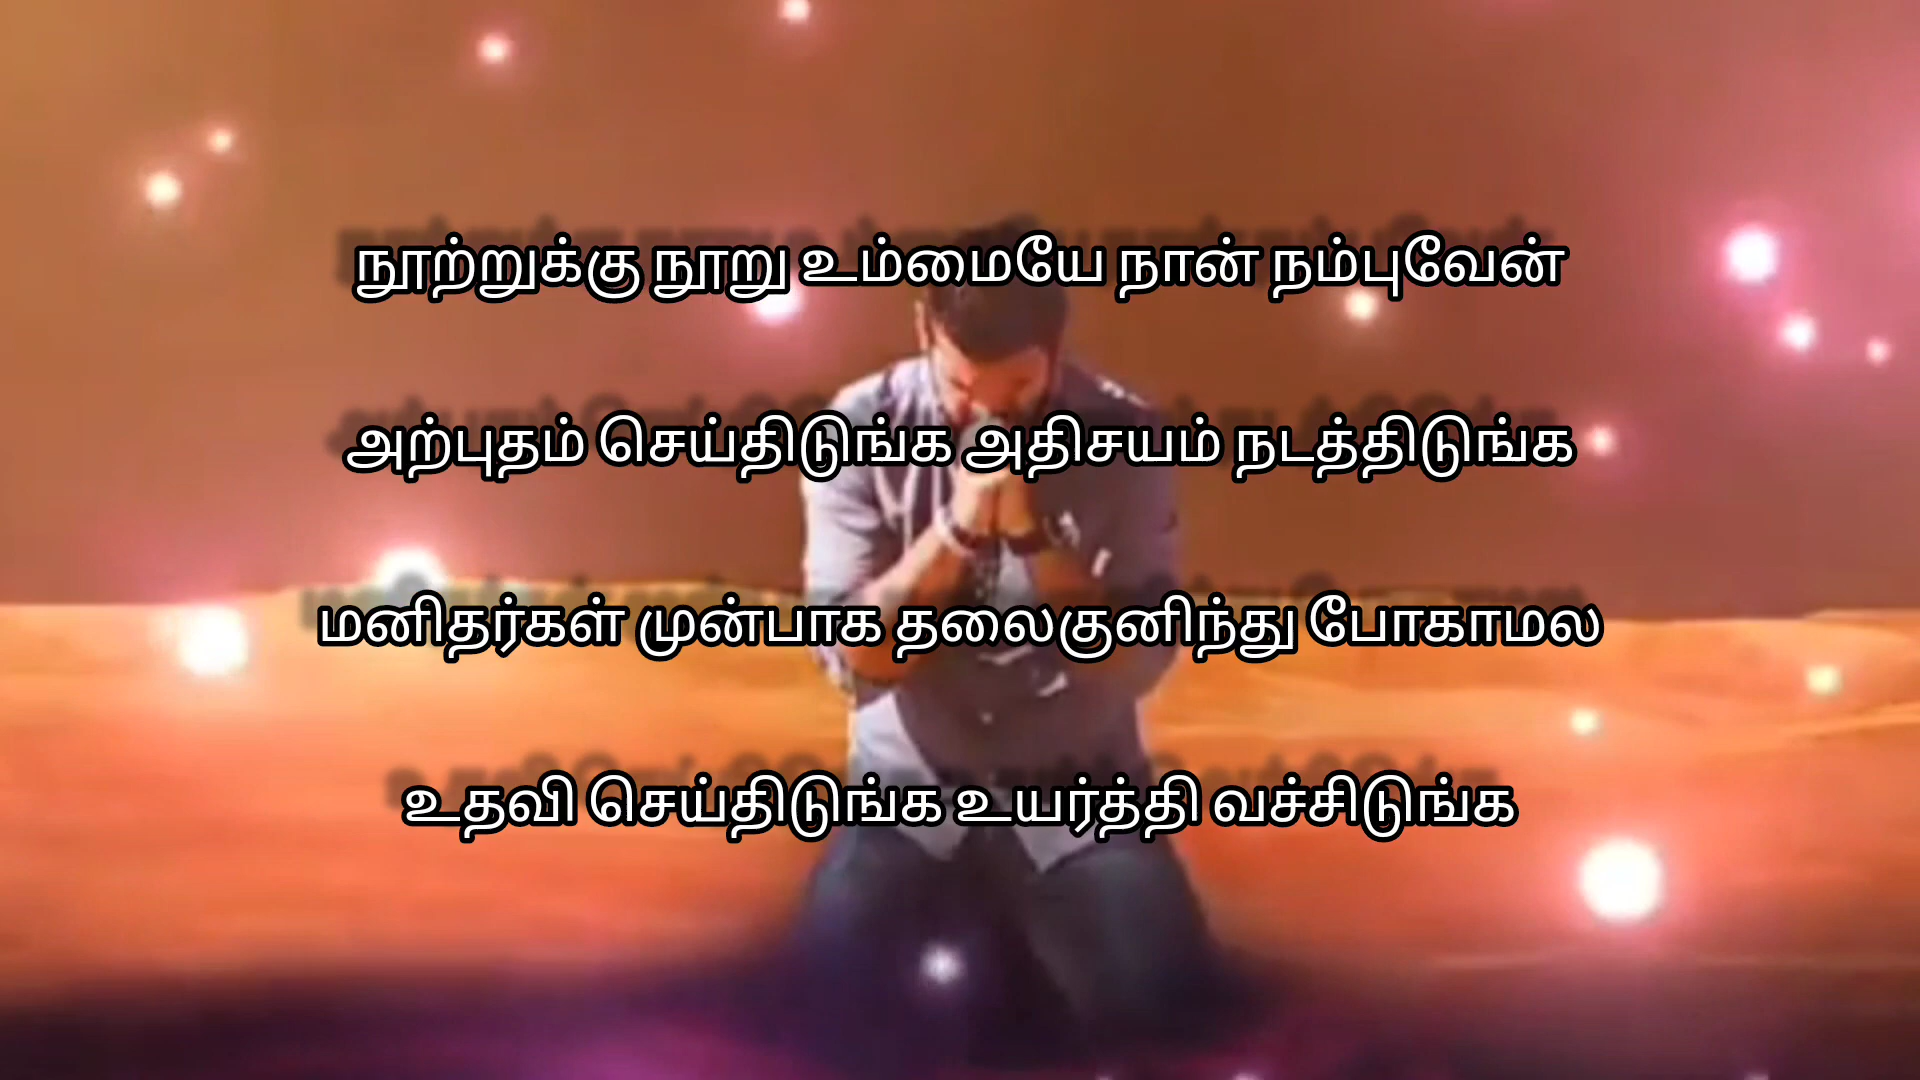 நூற்றுக்கு நூறு உம்மையே நான் நம்புவேன்
அற்புதம் செய்திடுங்க அதிசயம் நடத்திடுங்க
மனிதர்கள் முன்பாக தலைகுனிந்து போகாமல
உதவி செய்திடுங்க உயர்த்தி வச்சிடுங்க